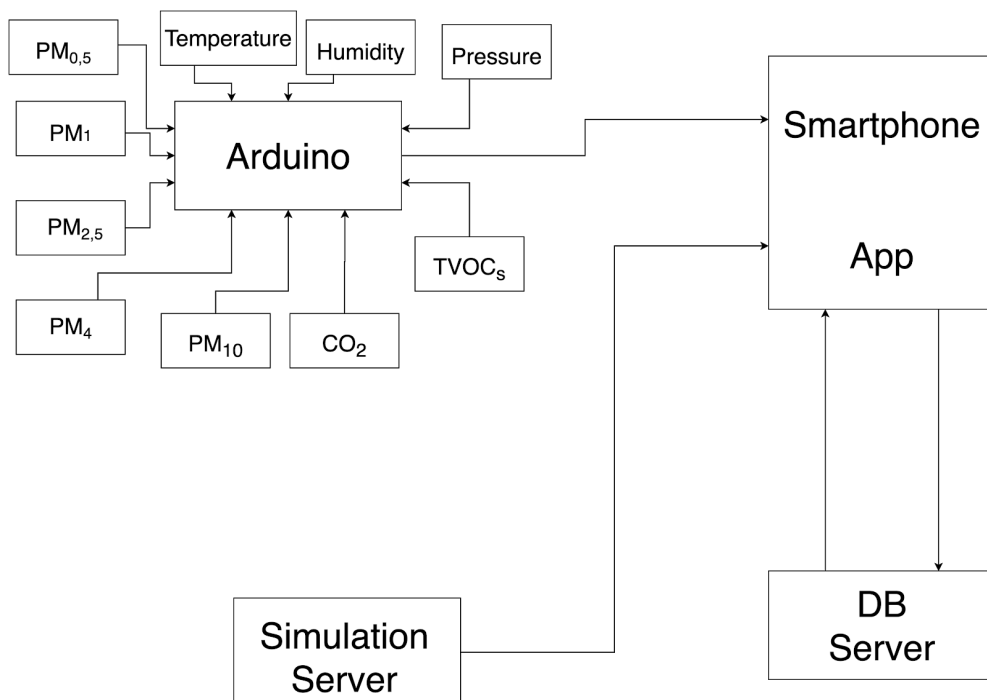 PM0,5
Temperature
Humidity
Pressure
PM1
Arduino
Smartphone
PM2,5
TVOCs
App
PM4
PM10
CO2
Simulation
Server
DB
Server